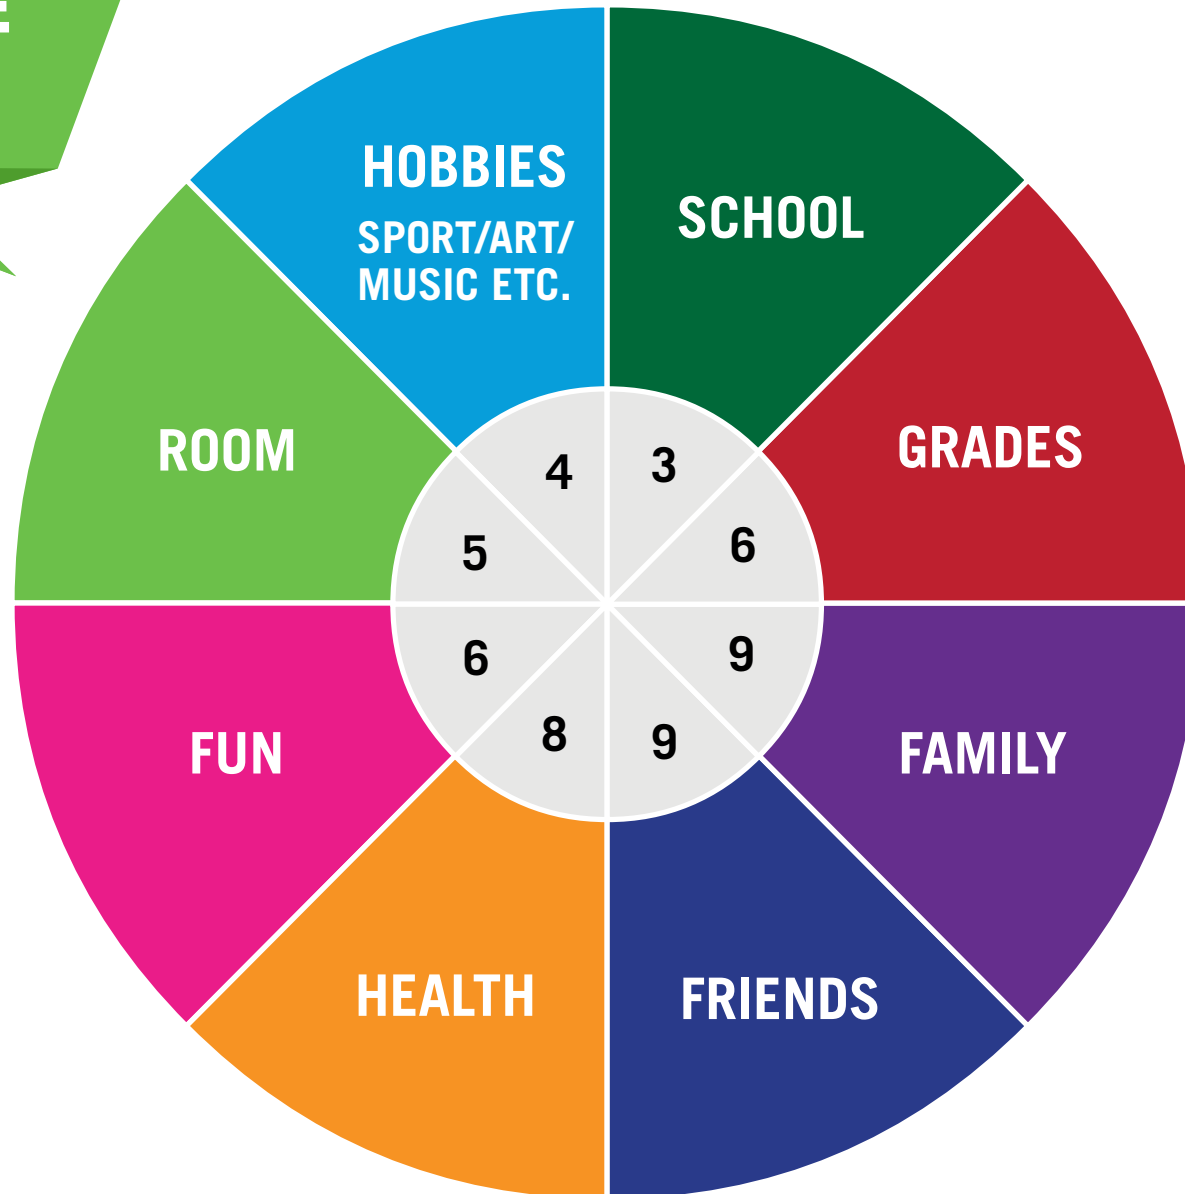 HOBBIES
SPORT/ART/
MUSIC ETC.
SCHOOL
GRADES
FAMILY
FRIENDS
HEALTH
FUN
ROOM
4
3
6
9
9
8
6
5